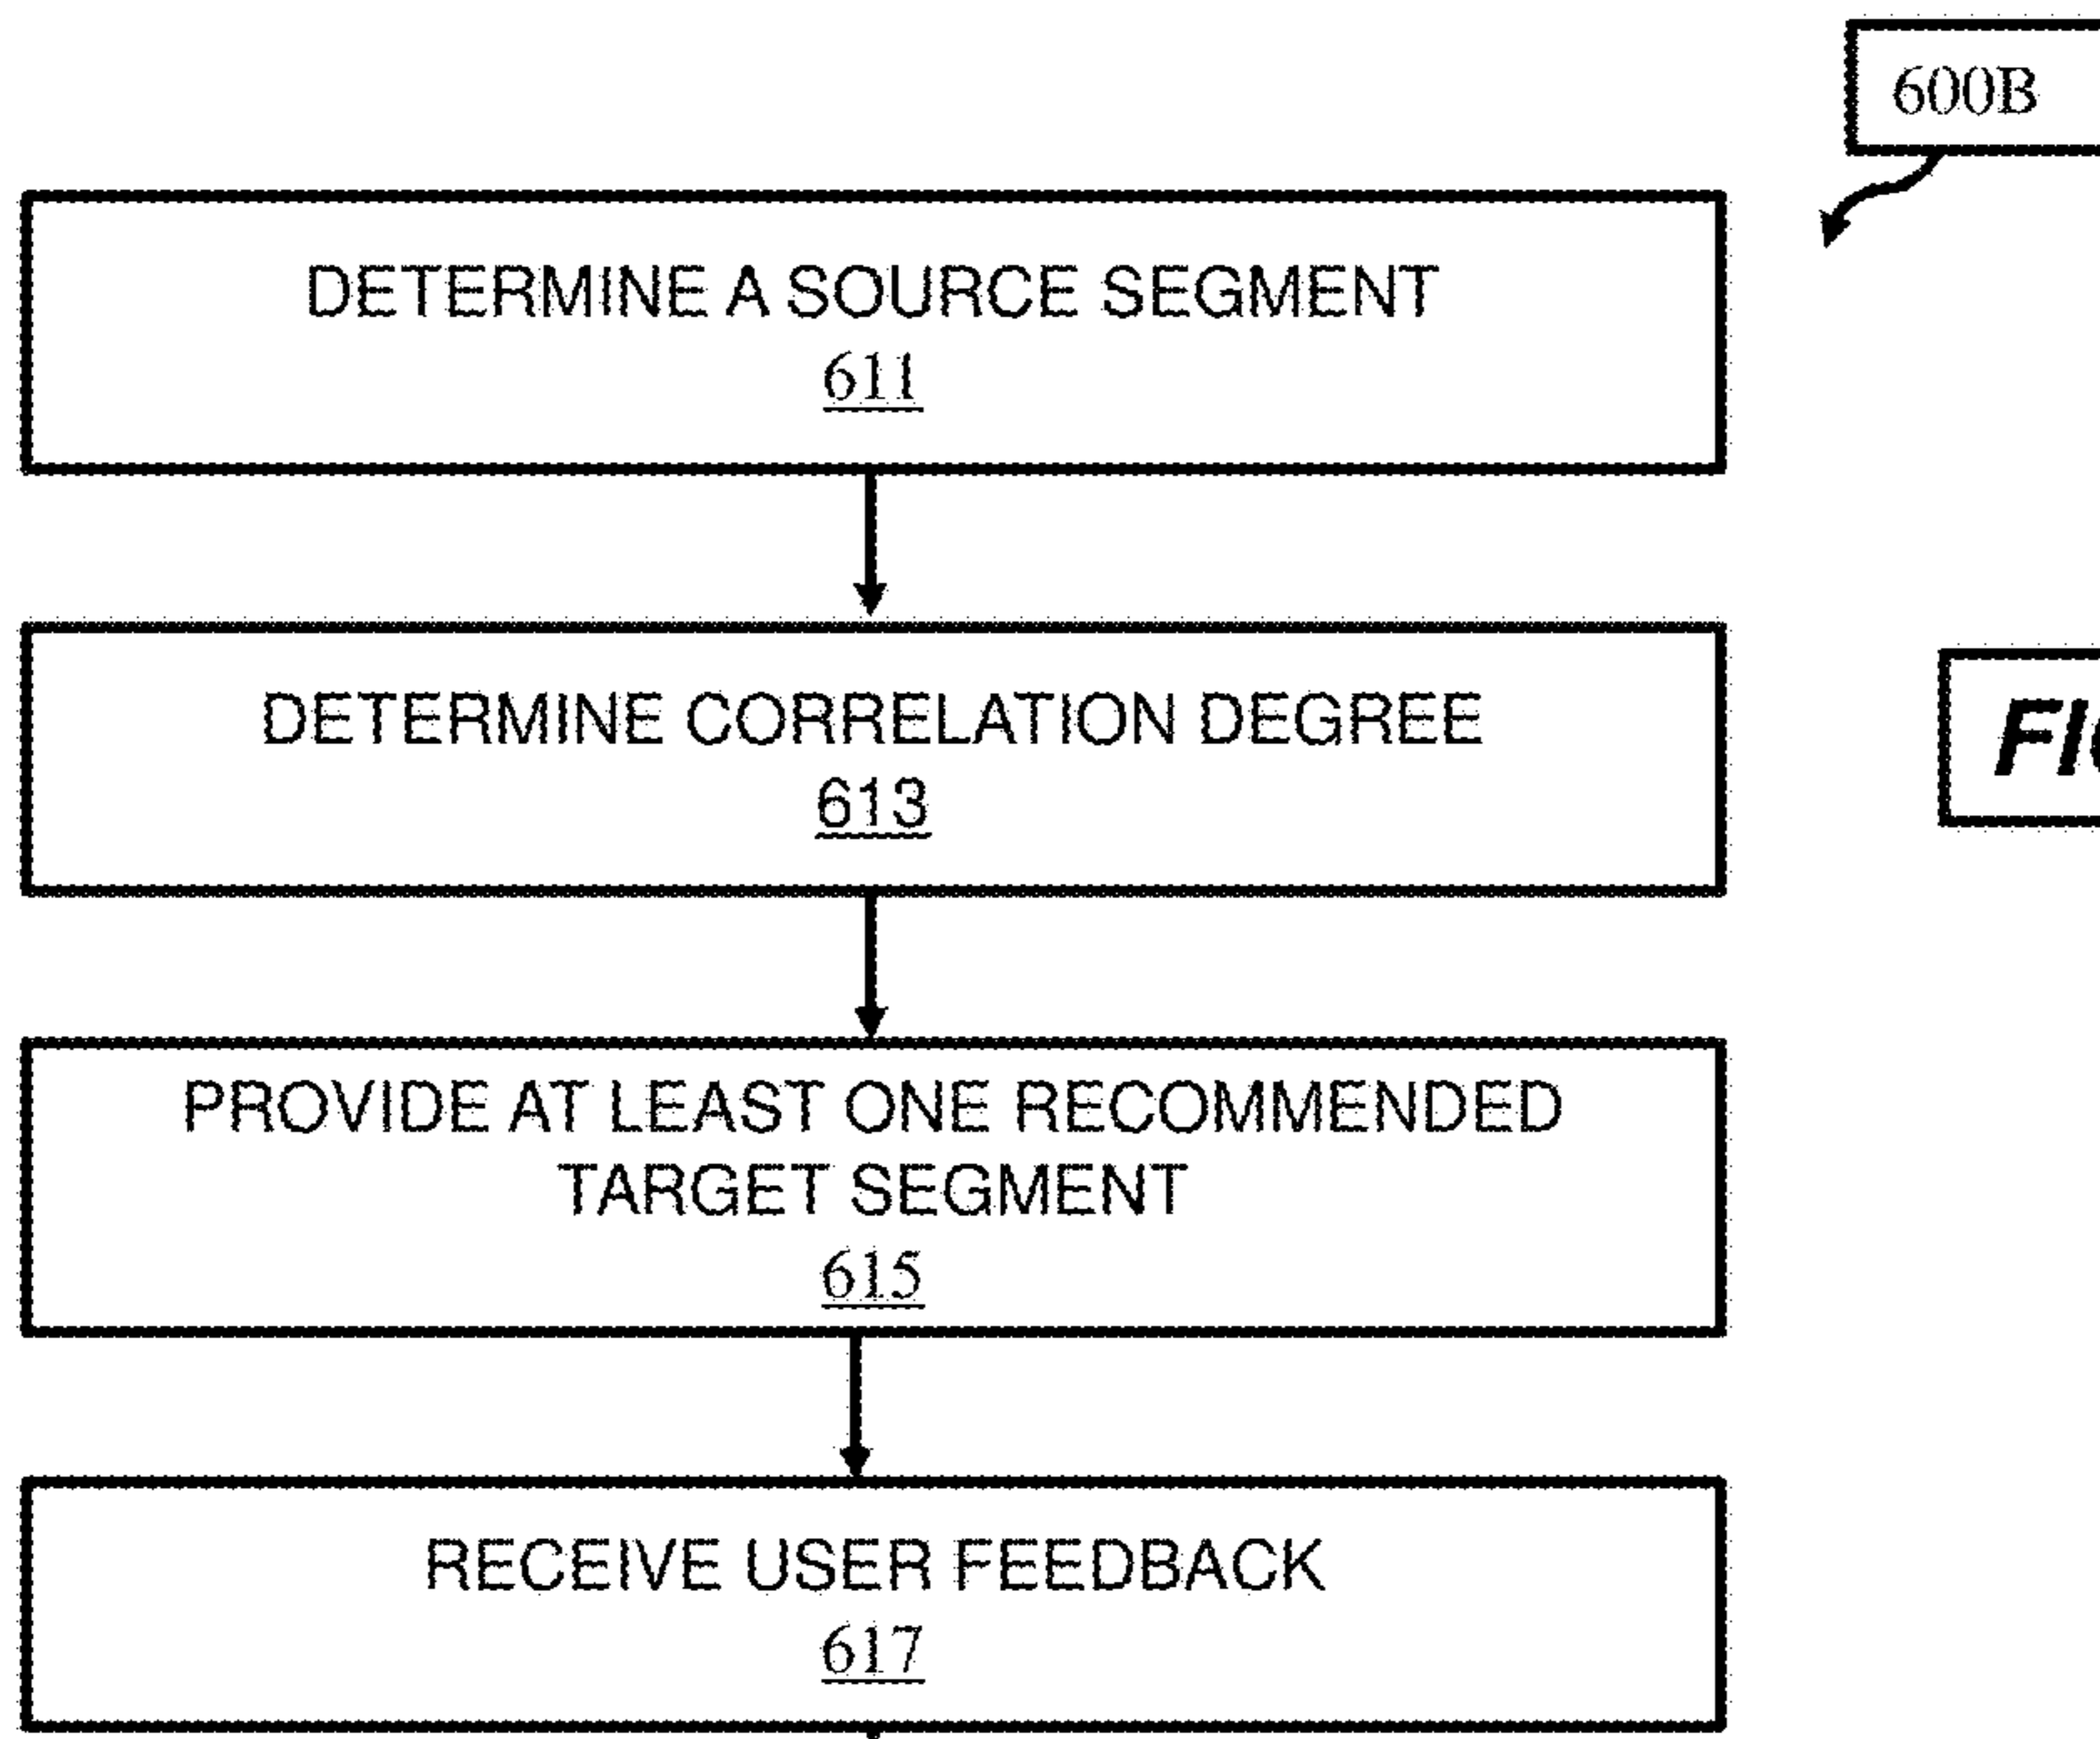 600B
DETERMINE A SOURCE SEGMENT
611
DETERMINE CORRELATION DEGREE
613
PROVIDE AT LEAST ONE RECOMMENDED
TARGET SEGMENT
615
RECEIVE USER FEEDBACK
617